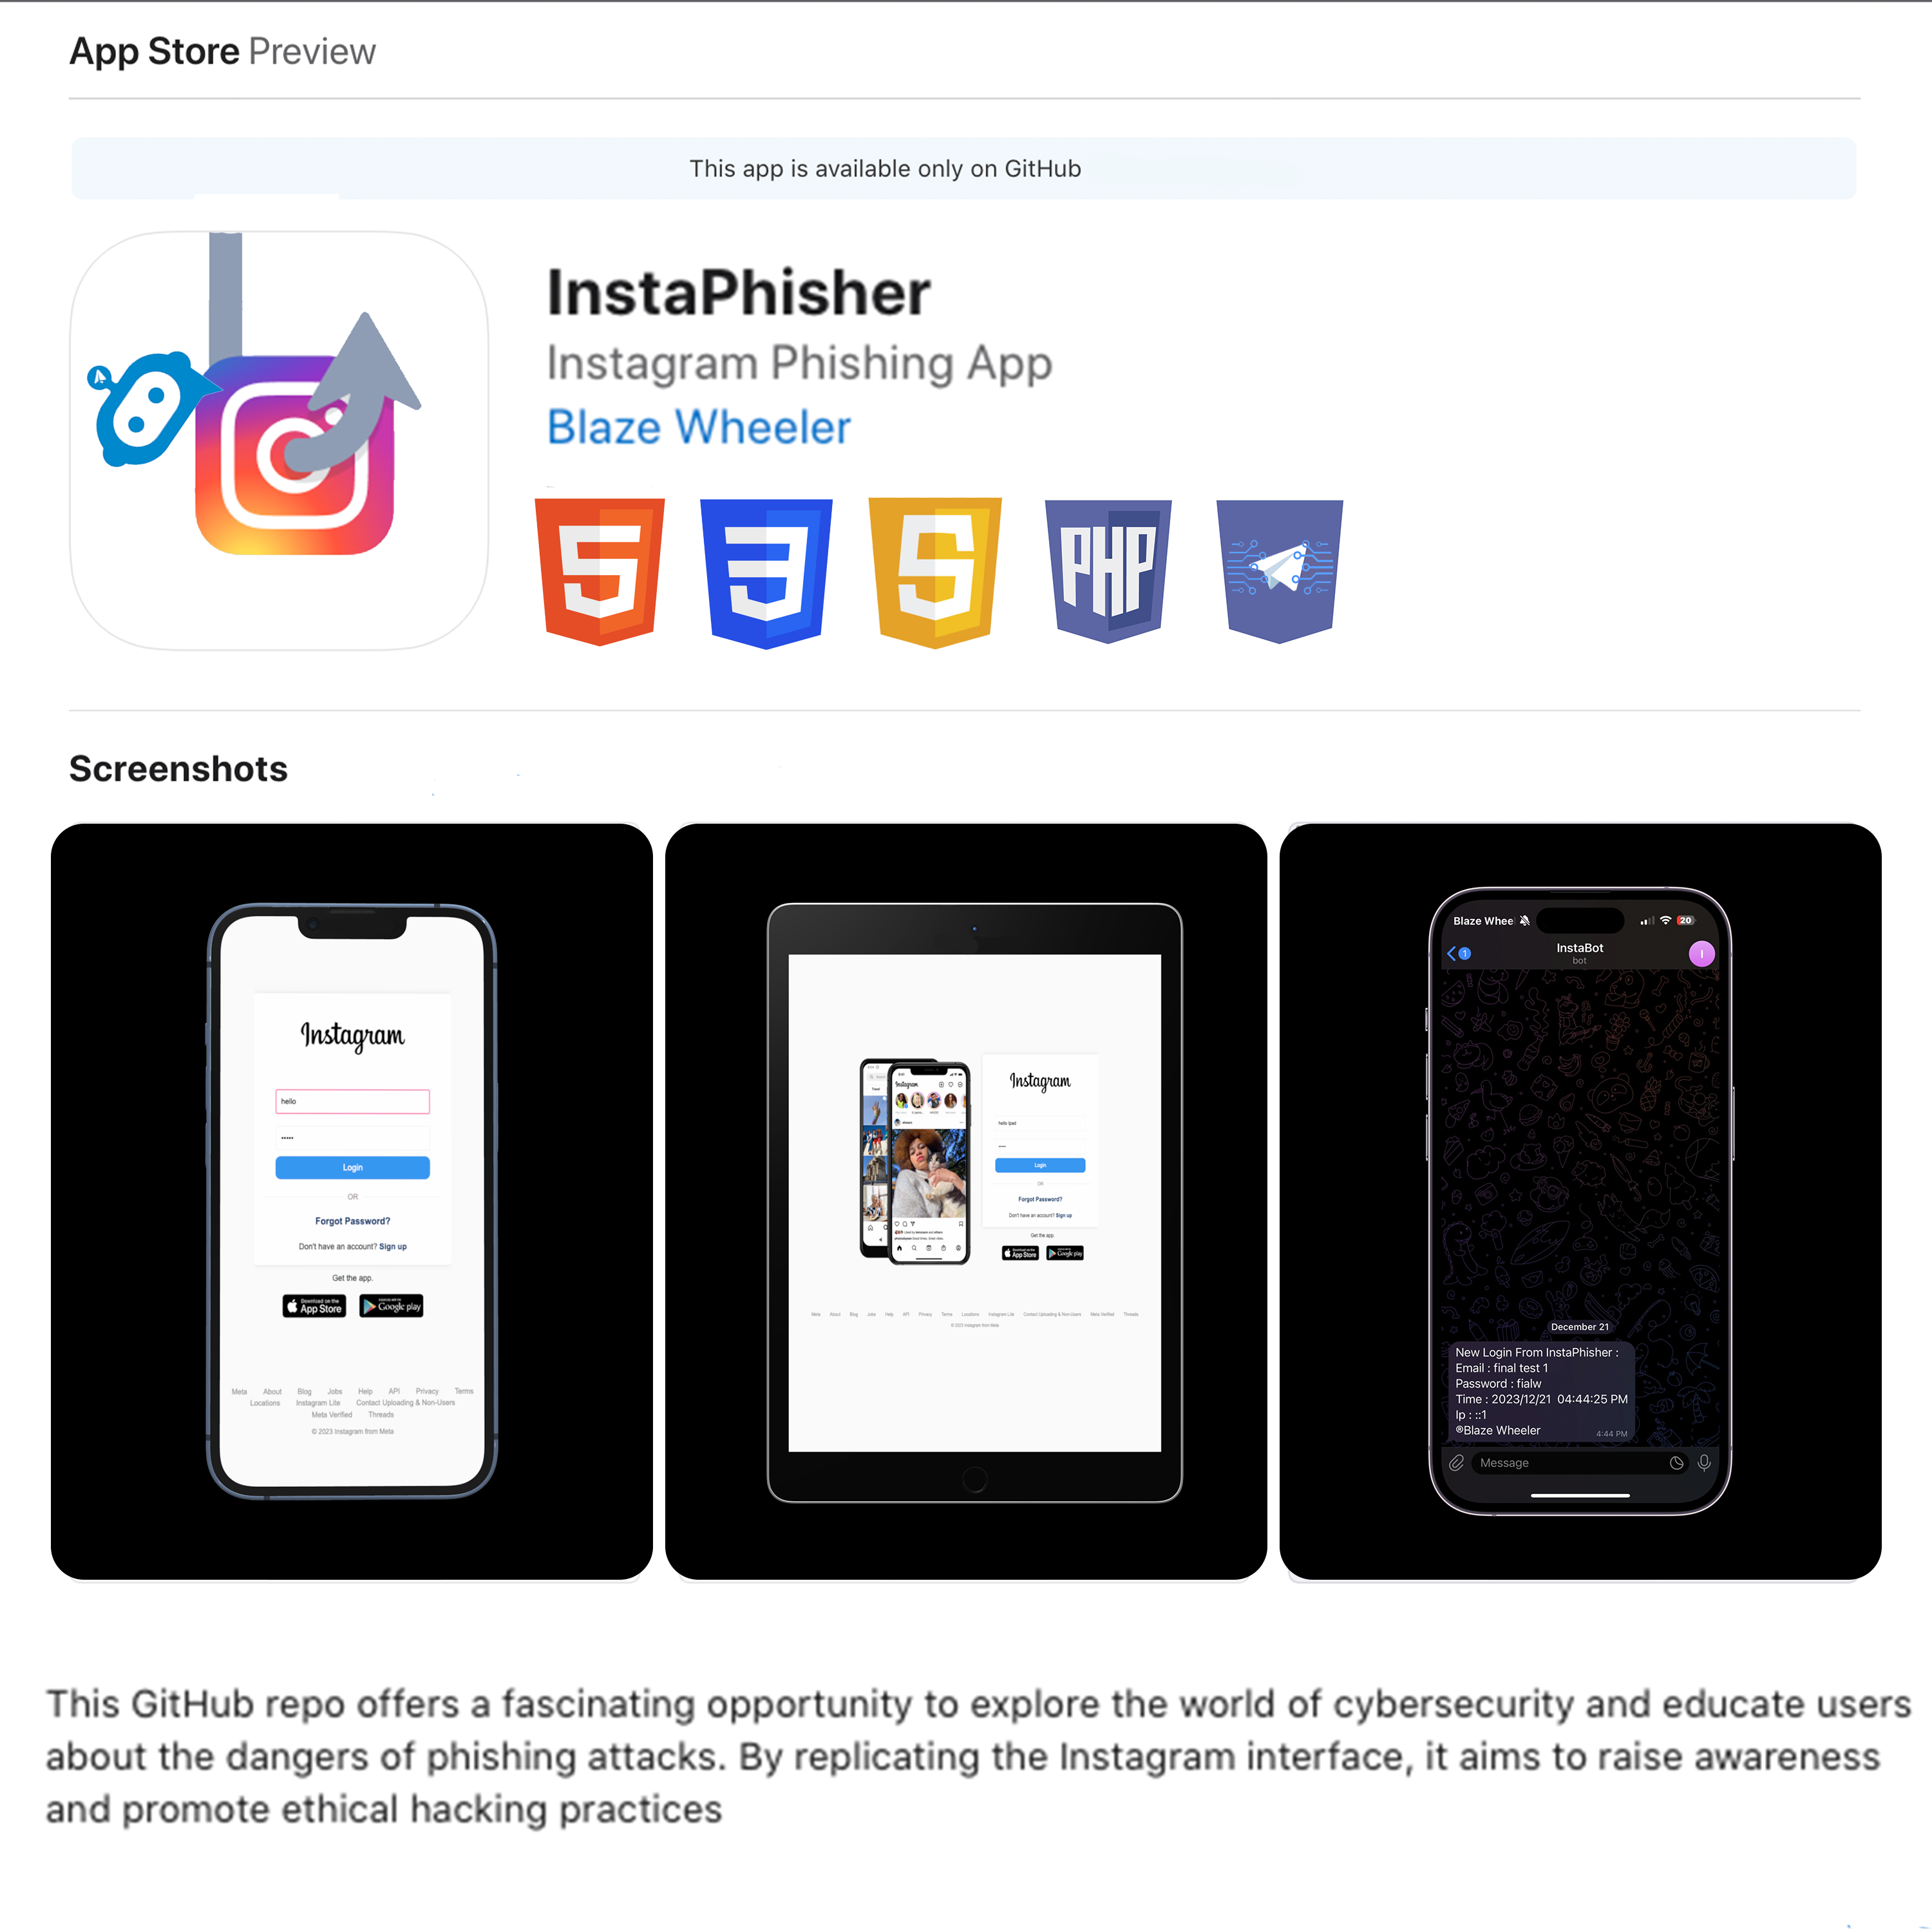 App Store Preview
This app is available only on GitHub
InstaPhisher
Instagram Phishing App
Blaze Wheeler
PHP
Screenshots
Instagram
hello
Login
OR
Forgot Password?
Don't have an account? Sign up
Get the app.
Download on the App Store
Google play
Meta About Blog Jobs Help API Privacy Terms
Locations Instagram Lite Contact Uploading & Non-Users
Meta Verified Threads
© 2023 Instagram from Meta
Instagram
Instagram
hello Ipad
Login
OR
Forgot Password?
Don't have an account? Sign up
Get the app.
Download on the App Store
Google play
Meta About Blog Jobs Help API Privacy Terms Locations Instagram Lite Contact Uploading & Non-Users Meta Verified Threads
© 2023 Instagram from Meta
Blaze Whee
20
1
InstaBot
bot
I
December 21
New Login From InstaPhisher :
Email : final test 1
Password : fialw
Time : 2023/12/21 04:44:25 PM
Ip : ::1
®Blaze Wheeler
4:44 PM
Message
This GitHub repo offers a fascinating opportunity to explore the world of cybersecurity and educate users
about the dangers of phishing attacks. By replicating the Instagram interface, it aims to raise awareness
and promote ethical hacking practices